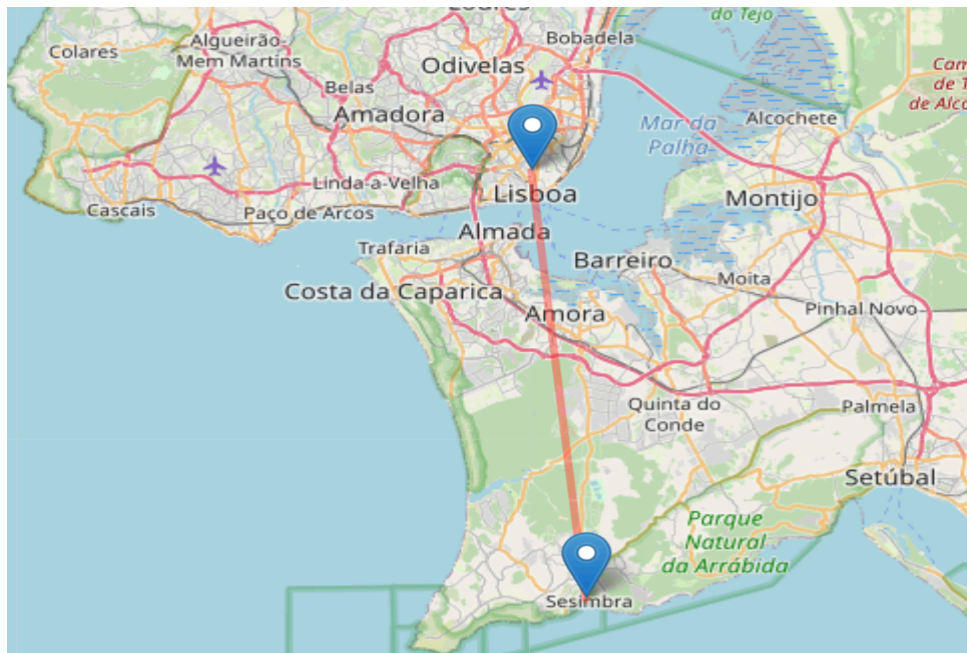 Loures
do Tejo
Bobadela
Colares
Algueirão-
Mem Martins
Odivelas
Belas
Amadora
Alcochete
Mar da
Palha
Linda-a-Velha
Lisboa
Montijo
Cascais
Paço de Arcos
Almada
Trafaria
Barreiro
Moita
Costa da Caparica
Amora
Pinhal Novo
Quinta do
Conde
Palmela
Setúbal
Parque
Natural
da Arrábida
Sesimbra